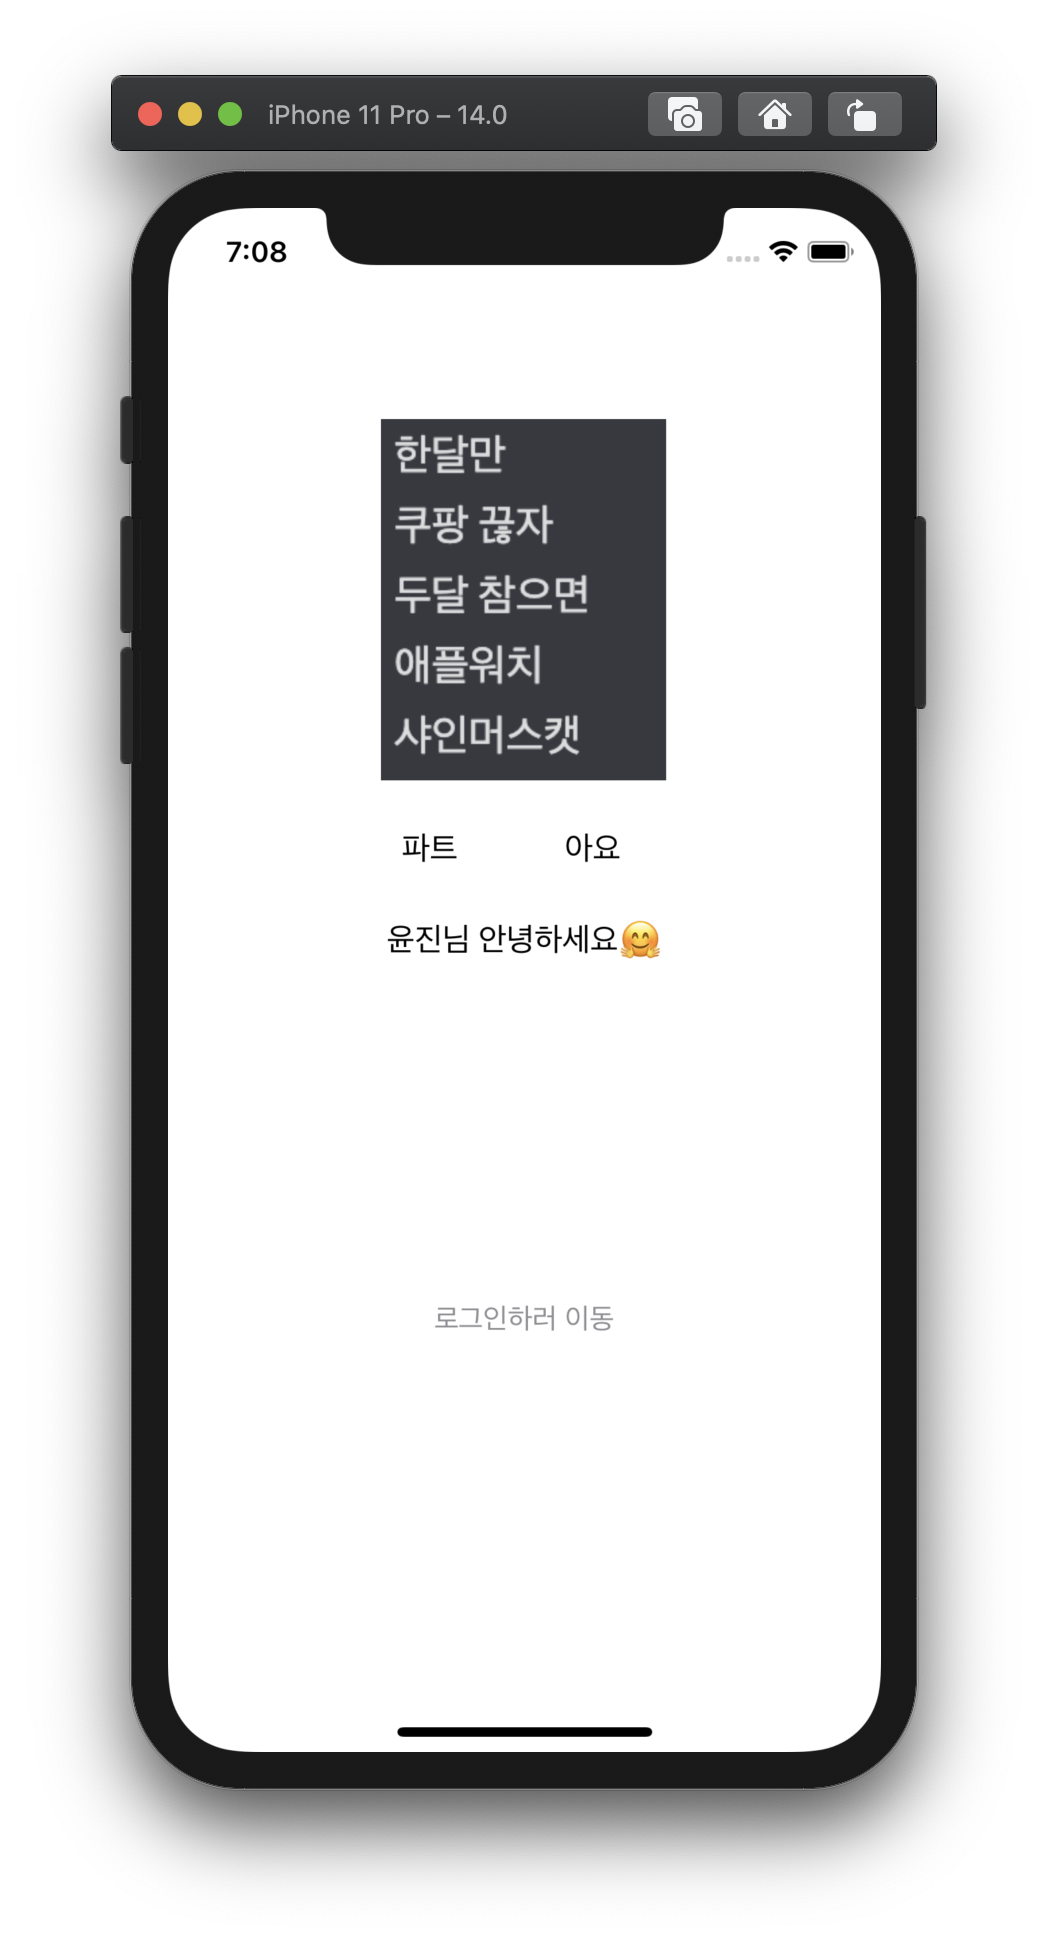 iPhone 11 Pro – 14.0
7:08
한달만
쿠팡 끊자
두달 참으면
애플워치
샤인머스캣
파트 아요
윤진님 안녕하세요🤗
로그인하러 이동